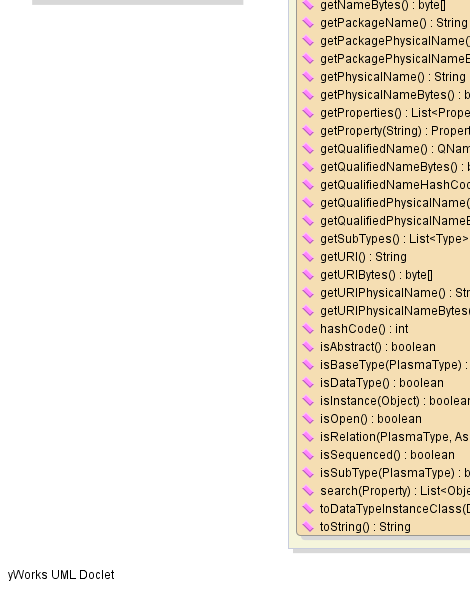 getNameBytes() : byte[]
getPackageName() : String
getPackagePhysicalName(
getPackagePhysicalNameB
getPhysicalName() : String
getPhysicalNameBytes() : b
getProperties() : List<Prope
getProperty(String) : Propert
getQualifiedName() : QNam
getQualifiedNameBytes() : b
getQualifiedNameHashCod
getQualifiedPhysicalName(
getQualifiedPhysicalNameB
getSubTypes() : List<Type>
getURI() : String
getURIBytes() : byte[]
getURIPhysicalName() : Stri
getURIPhysicalNameBytes(
hashCode() : int
isAbstract() : boolean
isBaseType(PlasmaType) :
isDataType() : boolean
isInstance(Object) : boolean
isOpen() : boolean
isRelation(PlasmaType, As
isSequenced() : boolean
isSubType(PlasmaType) : b
search(Property) : List<Obje
toDataTypeInstanceClass(D
toString() : String
yWorks UML Doclet